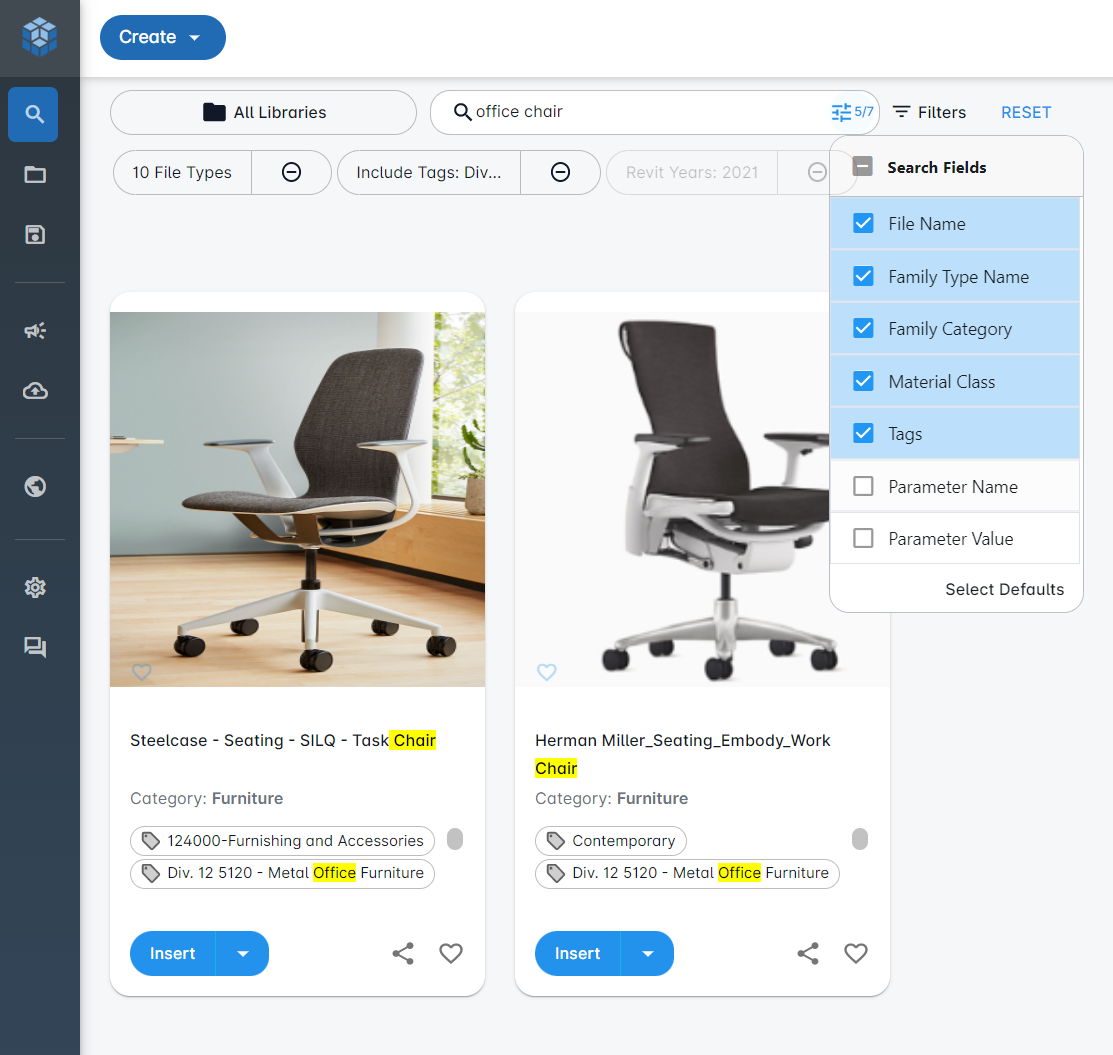 Create
All Libraries
office chair
5/7
Filters
RESET
10 File Types
Include Tags: Div...
Revit Years: 2021
Search Fields
File Name
Family Type Name
Family Category
Material Class
Tags
Parameter Name
Parameter Value
Select Defaults
Steelcase - Seating - SILQ - Task Chair
Category: Furniture
124000-Furnishing and Accessories
Div. 12 5120 - Metal Office Furniture
Insert
Herman Miller_Seating_Embody_Work
Chair
Category: Furniture
Contemporary
Div. 12 5120 - Metal Office Furniture
Insert